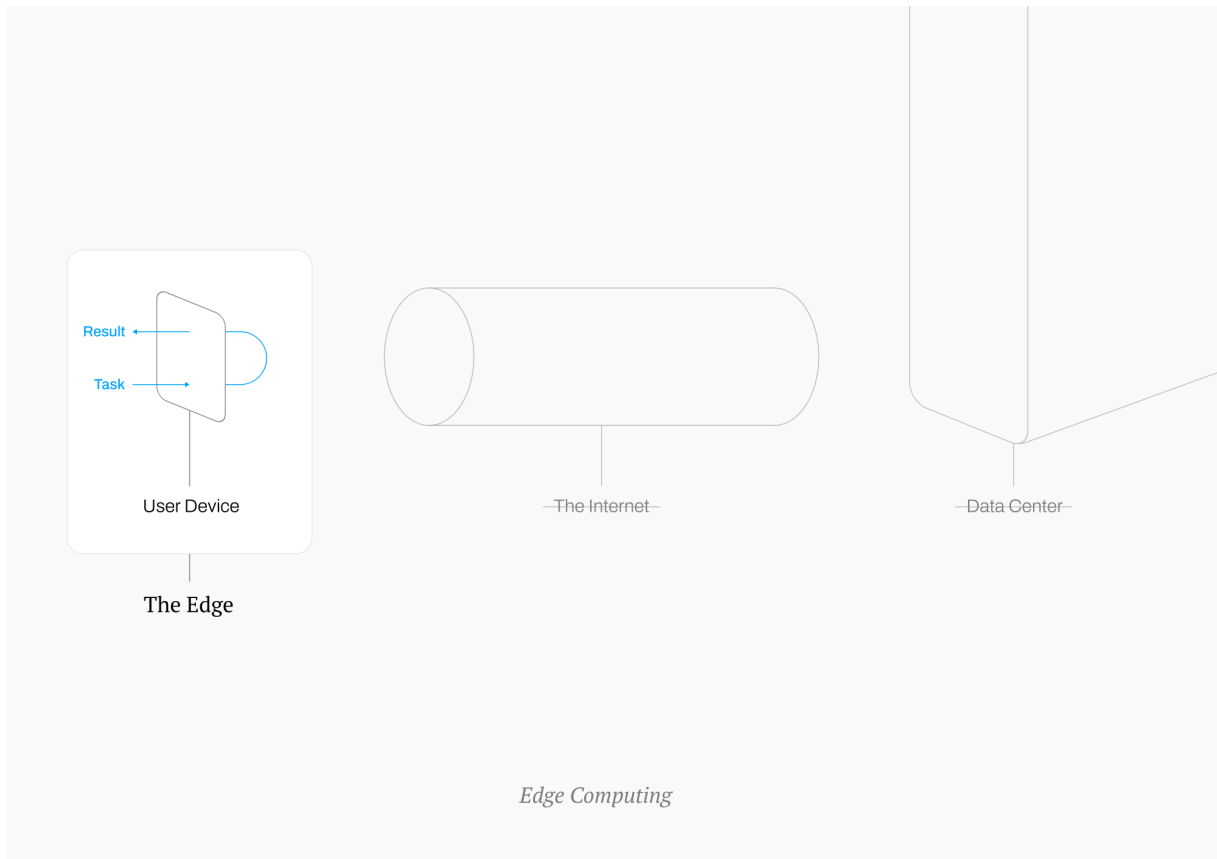 Result
Task
User Device
The Internet
Data Center
The Edge
Edge Computing